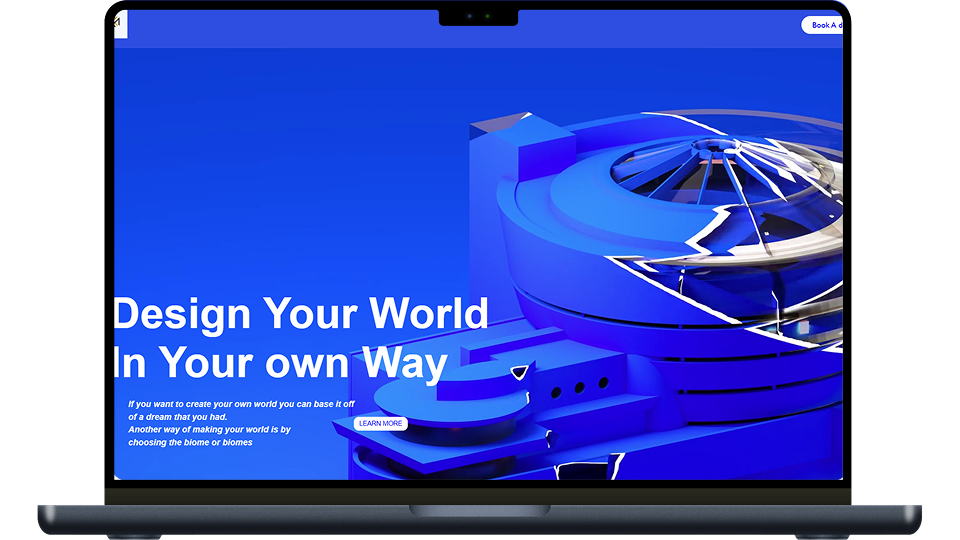 Book A d
Design Your World
In Your own Way
If you want to create your own world you can base it off
of a dream that you had.
Another way of making your world is by
choosing the biome or biomes
LEARN MORE